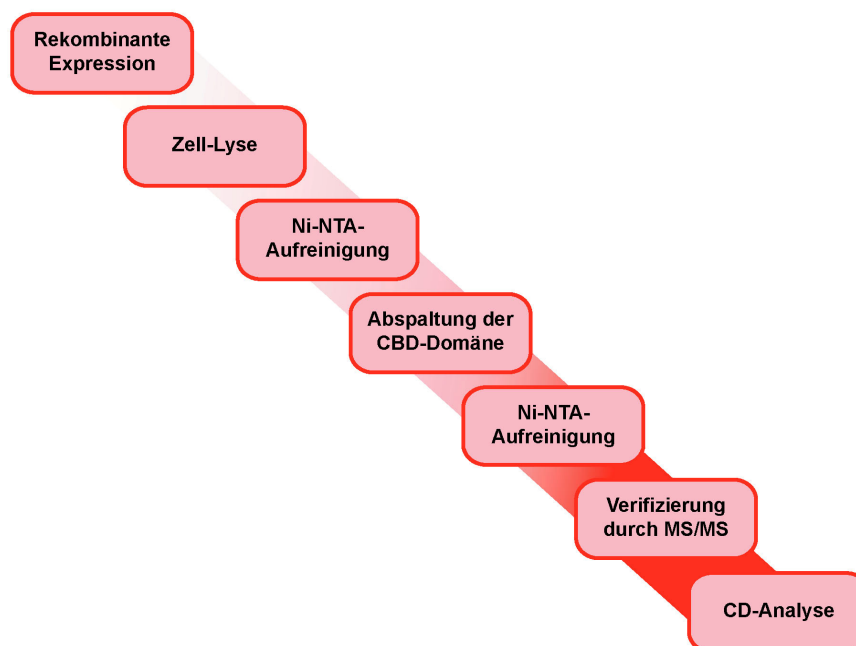 Rekombinante
Expression
Zell-Lyse
Ni-NTA-
Aufreinigung
Abspaltung der
CBD-Domäne
Ni-NTA-
Aufreinigung
Verifizierung
durch MS/MS
CD-Analyse